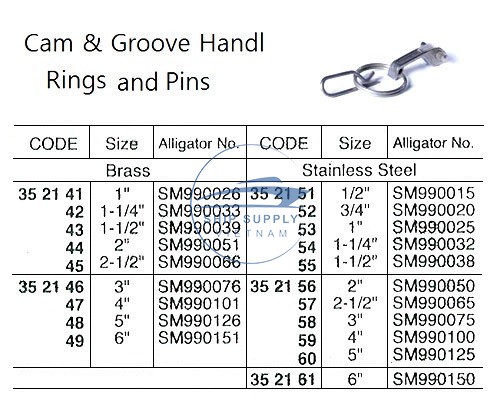 Cam & Groove Handl
Rings and Pins
CODE Size Alligator No. CODE Size Alligator No.
Brass Stainless Steel
35 21 41 1" SM990026 35 21 51 1/2" SM990015
42 1-1/4" SM990033 52 3/4" SM990020
43 1-1/2" SM990039 53 1" SM990025
44 2" SM990051 54 1-1/4" SM990032
45 2-1/2" SM990066 55 1-1/2" SM990038
35 21 46 3" SM990076 35 21 56 2" SM990050
47 4" SM990101 57 2-1/2" SM990065
48 5" SM990126 58 3" SM990075
49 6" SM990151 59 4" SM990100
60 5" SM990125
35 21 61 6" SM990150
SHIP SUPPLY
VIETNAM